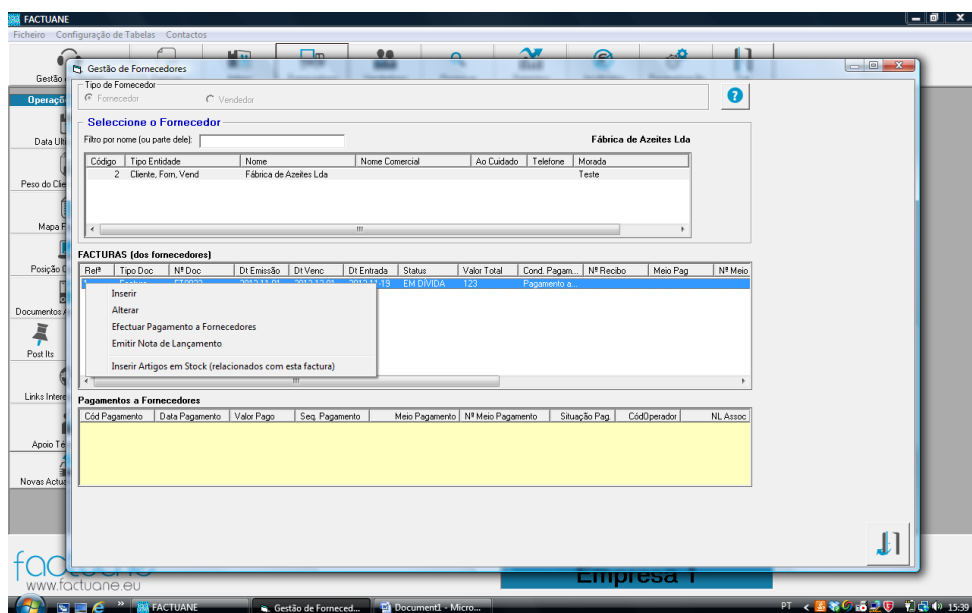 FACTUANE
Ficheiro Configuração de Tabelas Contactos
Gestão de Fornecedores
Gestão
Tipo de Fornecedor
Fornecedor Vendedor
?
Operaçõ
Seleccione o Fornecedor
Filtro por nome (ou parte dele): Fábrica de Azeites Lda
Data Ulti
Código Tipo Entidade Nome Nome Comercial Ao Cuidado Telefone Morada
2 Cliente, Forn, Vend Fábrica de Azeites Lda Teste
Peso do Clie
Mapa F
FACTURAS (dos fornecedores)
Posição
Refª Tipo Doc Nº Doc Dt Emissão Dt Venc Dt Entrada Status Valor Total Cond. Pagam... Nº Recibo Meio Pag Nº Meio
EM DÍVIDA 123 Pagamento a...
Inserir
Alterar
Documentos
Efectuar Pagamento a Fornecedores
Emitir Nota de Lançamento
Post Its
Inserir Artigos em Stock (relacionados com esta factura)
Links Intere
Pagamentos a Fornecedores
Cód Pagamento Data Pagamento Valor Pago Seq. Pagamento Meio Pagamento Nº Meio Pagamento Situação Pag. CódOperador NL Assoc
Apoio Té
Novas Actua
factuane
www.factuane.eu
Empresa 1
FACTUANE Gestão de Forneced... Document1 - Micro... PT 15:39